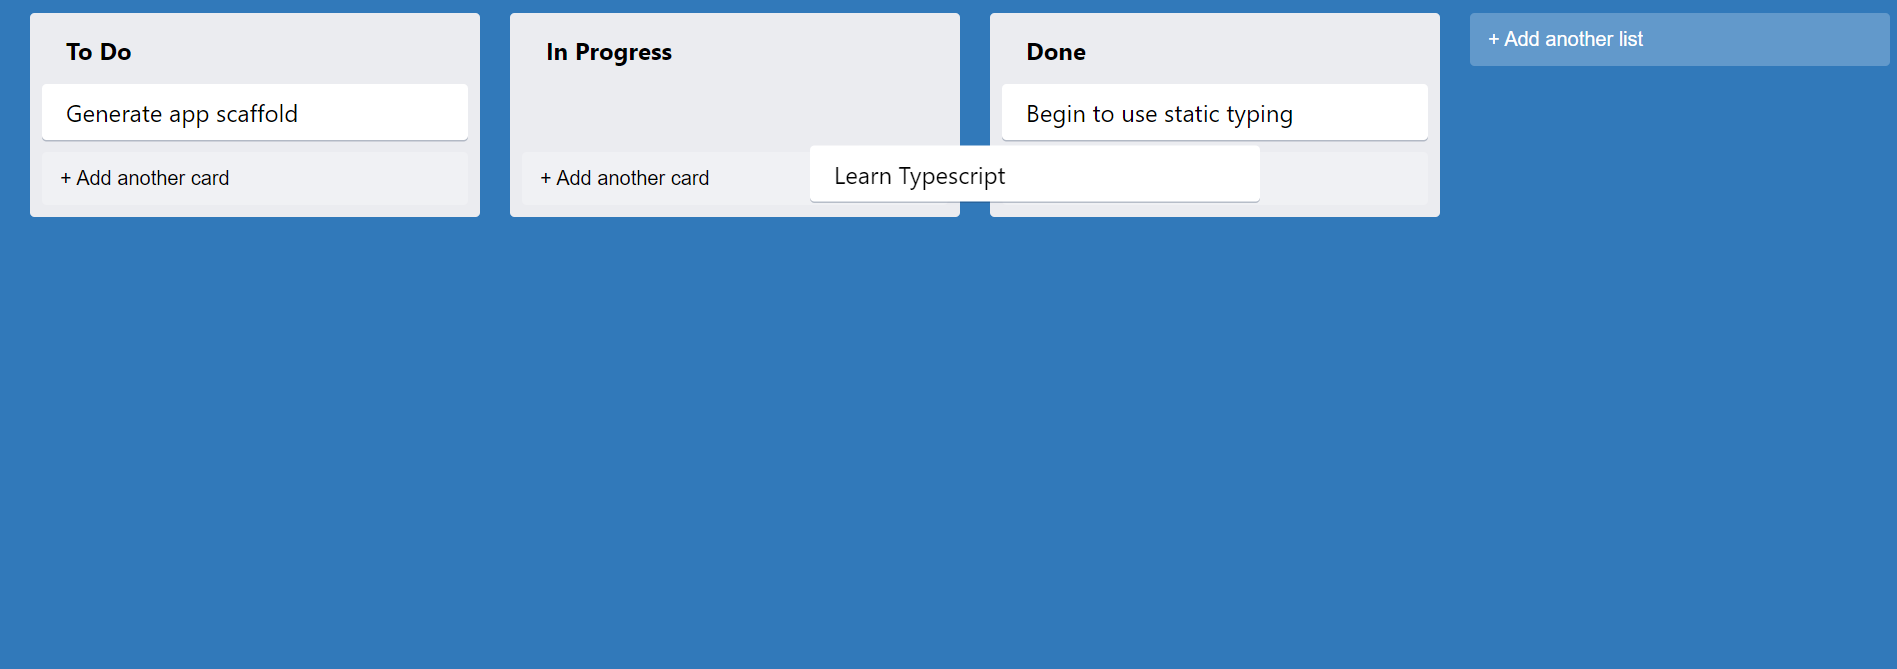 To Do
Generate app scaffold
+ Add another card
In Progress
+ Add another card
Learn Typescript
Done
Begin to use static typing
+ Add another list